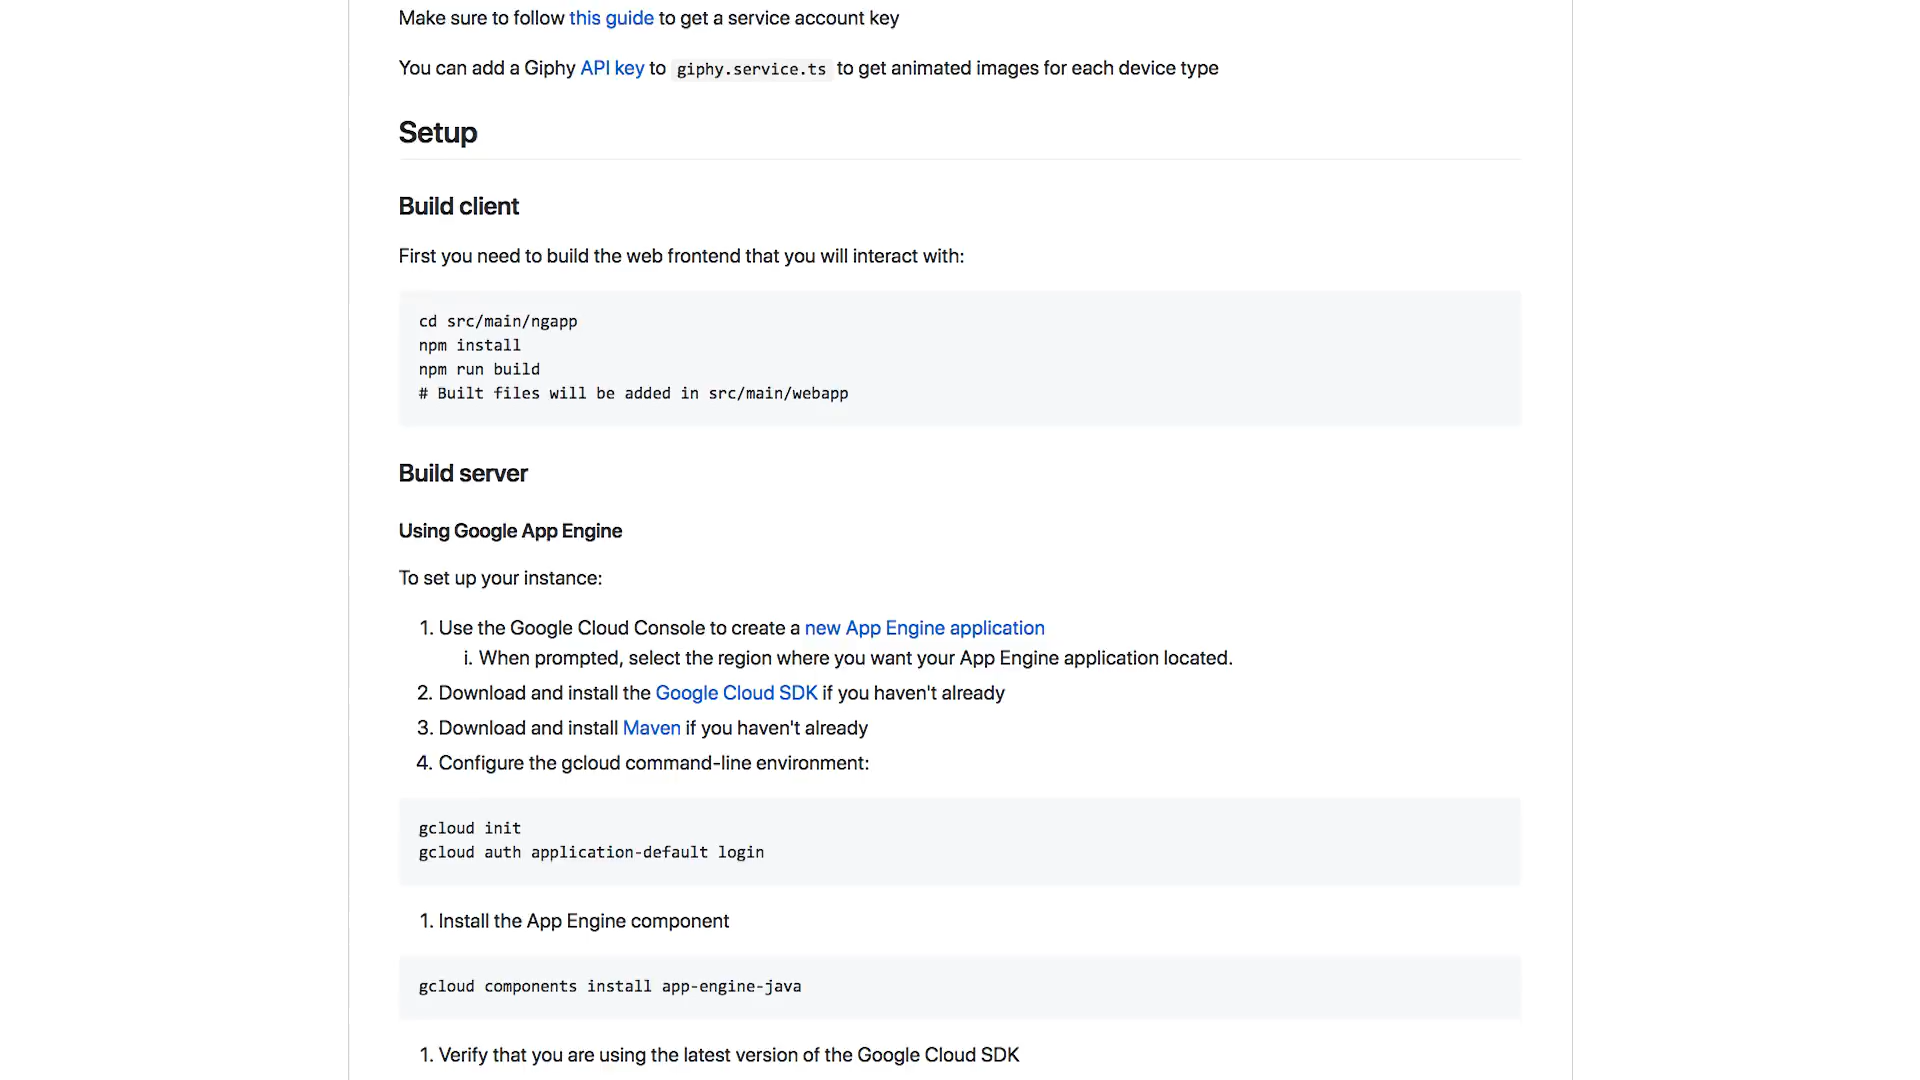 Make sure to follow this guide to get a service account key
You can add a Giphy API key to giphy.service.ts to get animated images for each device type
Setup
Build client
First you need to build the web frontend that you will interact with:
cd src/main/ngapp
npm install
npm run build
# Built files will be added in src/main/webapp
Build server
Using Google App Engine
To set up your instance:
1. Use the Google Cloud Console to create a new App Engine application
i. When prompted, select the region where you want your App Engine application located.
2. Download and install the Google Cloud SDK if you haven't already
3. Download and install Maven if you haven't already
4. Configure the gcloud command-line environment:
gcloud init
gcloud auth application-default login
1. Install the App Engine component
gcloud components install app-engine-java
1. Verify that you are using the latest version of the Google Cloud SDK